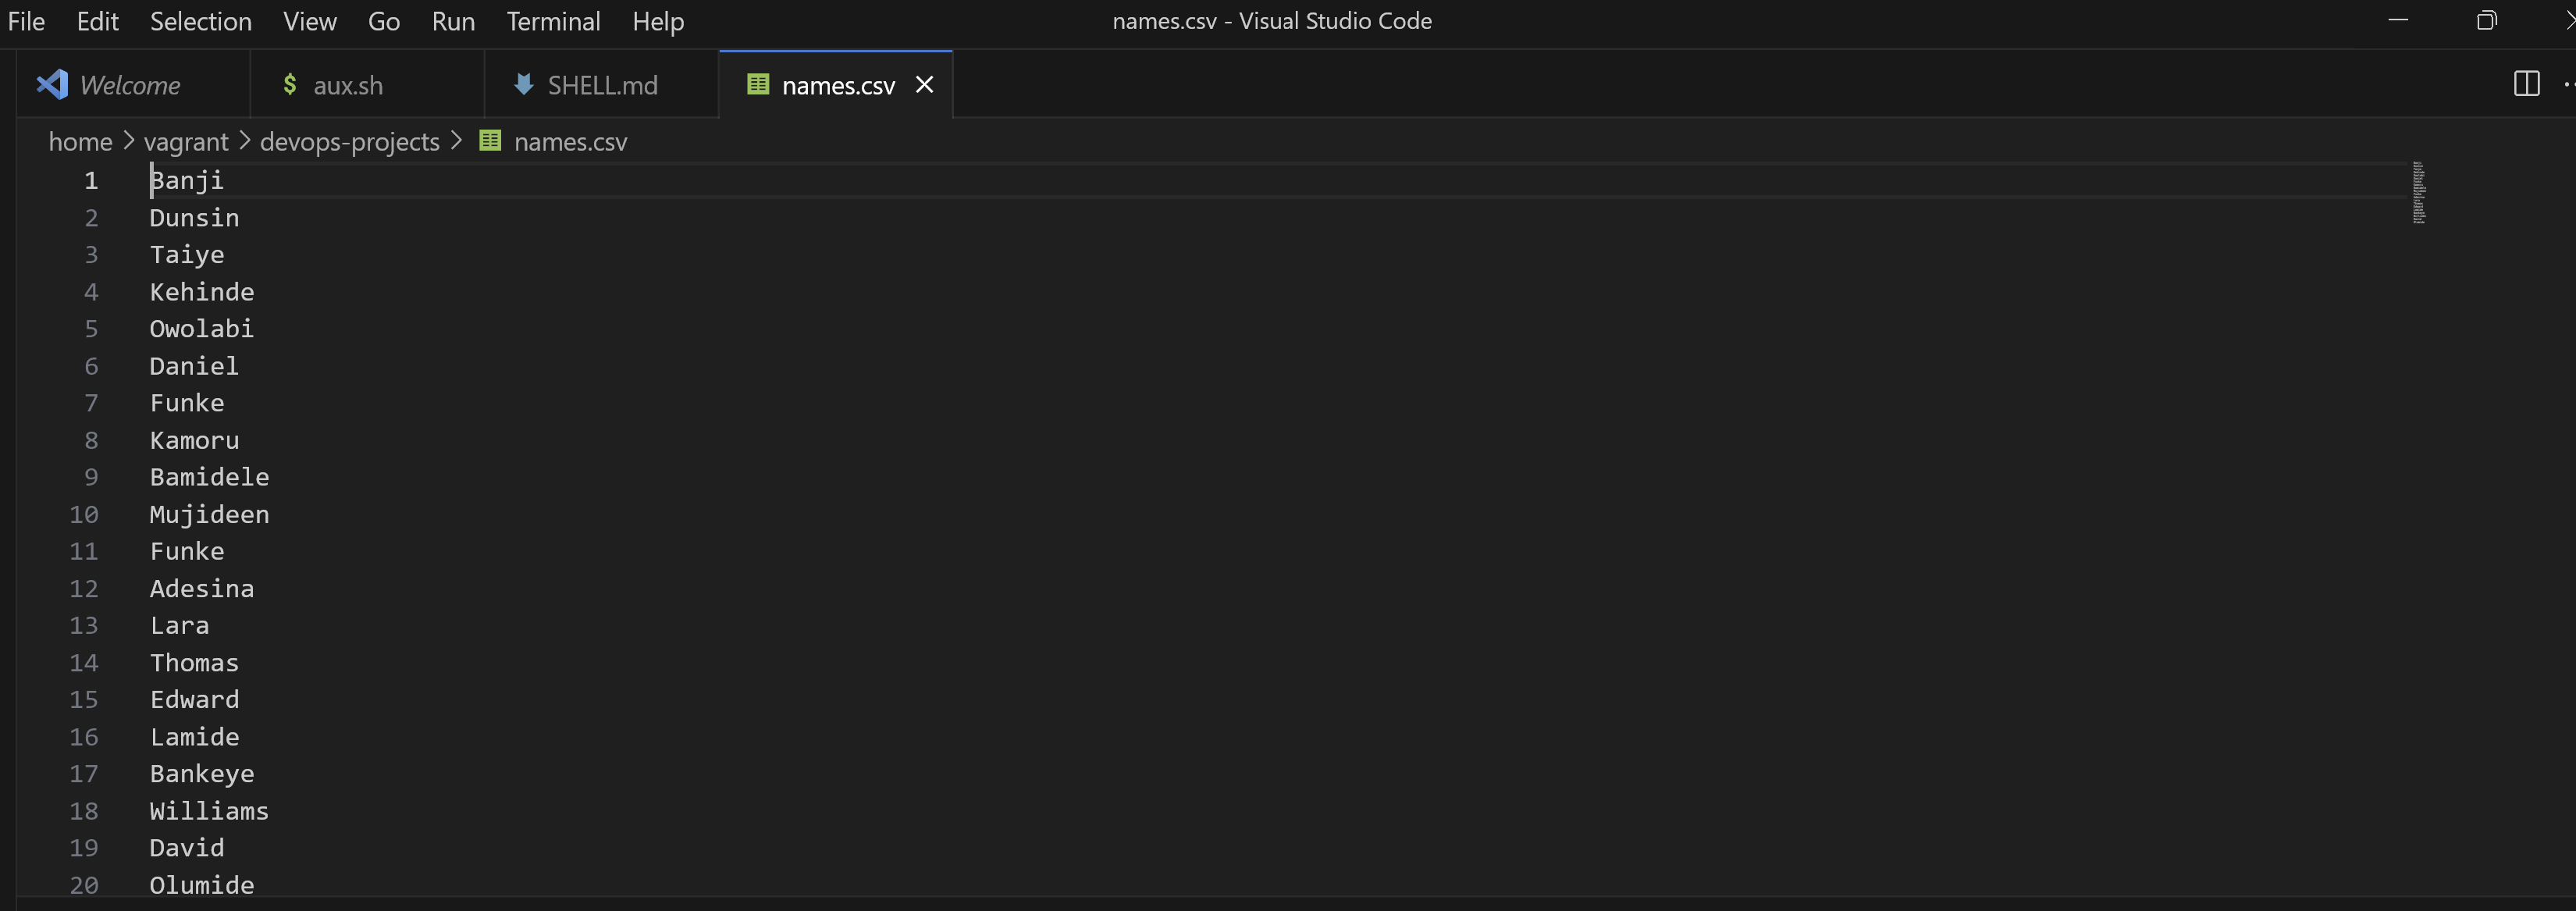 File Edit Selection View Go Run Terminal Help names.csv - Visual Studio Code
Welcome $ aux.sh SHELL.md names.csv
home > vagrant > devops-projects > names.csv
1 Banji
2 Dunsin
3 Taiye
4 Kehinde
5 Owolabi
6 Daniel
7 Funke
8 Kamoru
9 Bamidele
10 Mujideen
11 Funke
12 Adesina
13 Lara
14 Thomas
15 Edward
16 Lamide
17 Bankeye
18 Williams
19 David
20 Olumide